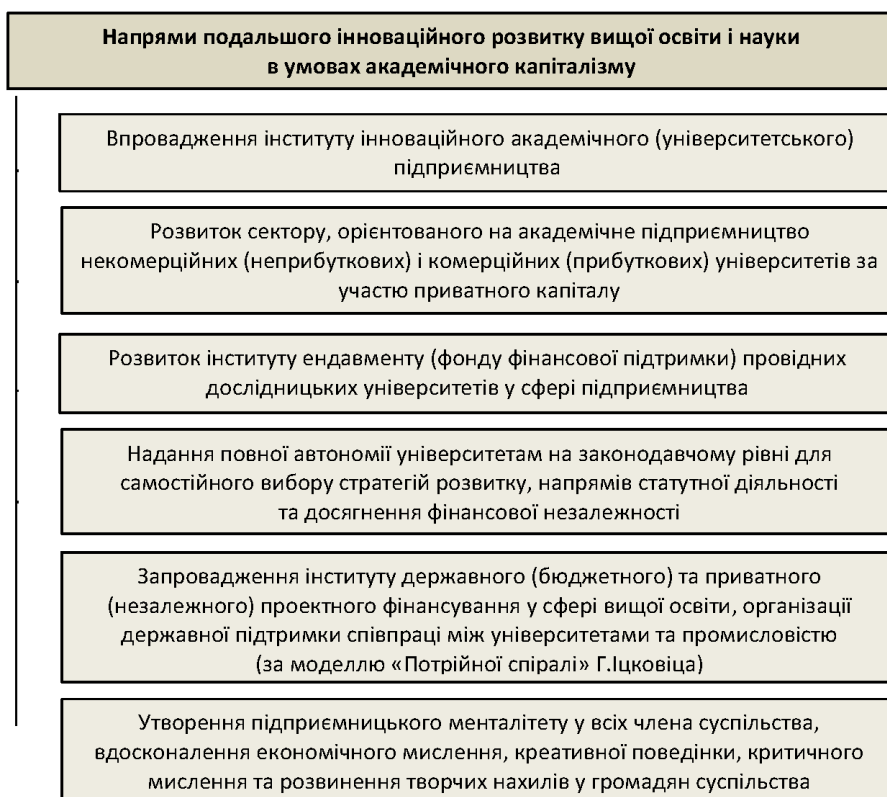 Напрями подальшого інноваційного розвитку вищої освіти і науки
в умовах академічного капіталізму
Впровадження інституту інноваційного академічного (університетського)
підприємництва
Розвиток сектору, орієнтованого на академічне підприємництво
некомерційних (неприбуткових) і комерційних (прибуткових) університетів за
участю приватного капіталу
Розвиток інституту ендавменту (фонду фінансової підтримки) провідних
дослідницьких університетів у сфері підприємництва
Надання повної автономії університетам на законодавчому рівні для
самостійного вибору стратегій розвитку, напрямів статутної діяльності
та досягнення фінансової незалежності
Запровадження інституту державного (бюджетного) та приватного
(незалежного) проектного фінансування у сфері вищої освіти, організації
державної підтримки співпраці між університетами та промисловістю
(за моделлю «Потрійної спіралі» Г.Іцковіца)
Утворення підприємницького менталітету у всіх члена суспільства,
вдосконалення економічного мислення, креативної поведінки, критичного
мислення та розвинення творчих нахилів у громадян суспільства